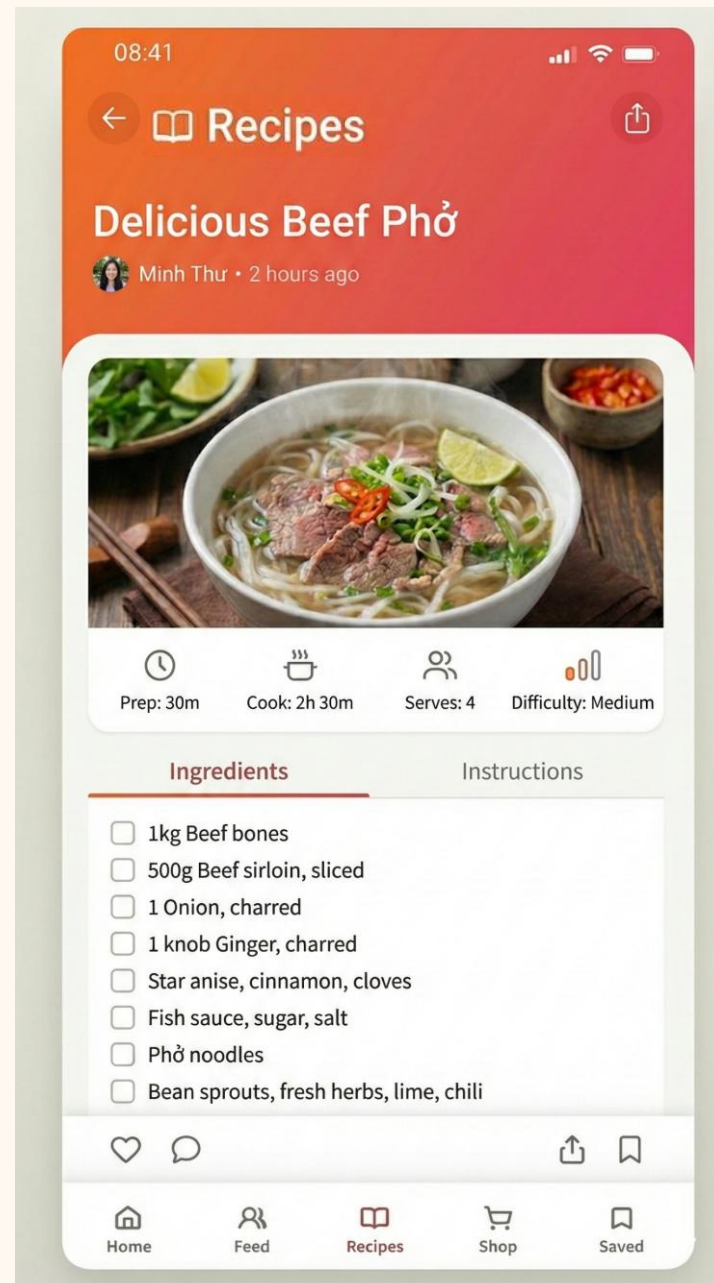 08:41
Recipes
Delicious Beef Phở
Minh Thư • 2 hours ago
Prep: 30m
Cook: 2h 30m
Serves: 4
Difficulty: Medium
Ingredients
Instructions
1kg Beef bones
500g Beef sirloin, sliced
1 Onion, charred
1 knob Ginger, charred
Star anise, cinnamon, cloves
Fish sauce, sugar, salt
Phở noodles
Bean sprouts, fresh herbs, lime, chili
Home
Feed
Recipes
Shop
Saved